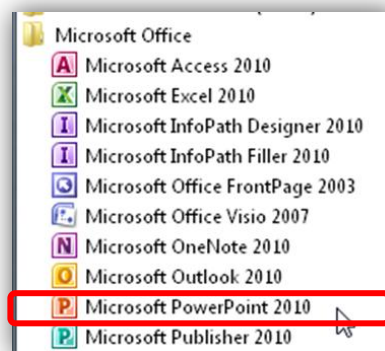 Microsoft Office
Microsoft Access 2010
Microsoft Excel 2010
Microsoft InfoPath Designer 2010
Microsoft InfoPath Filler 2010
Microsoft Office FrontPage 2003
Microsoft Office Visio 2007
Microsoft OneNote 2010
Microsoft Outlook 2010
Microsoft PowerPoint 2010
Microsoft Publisher 2010